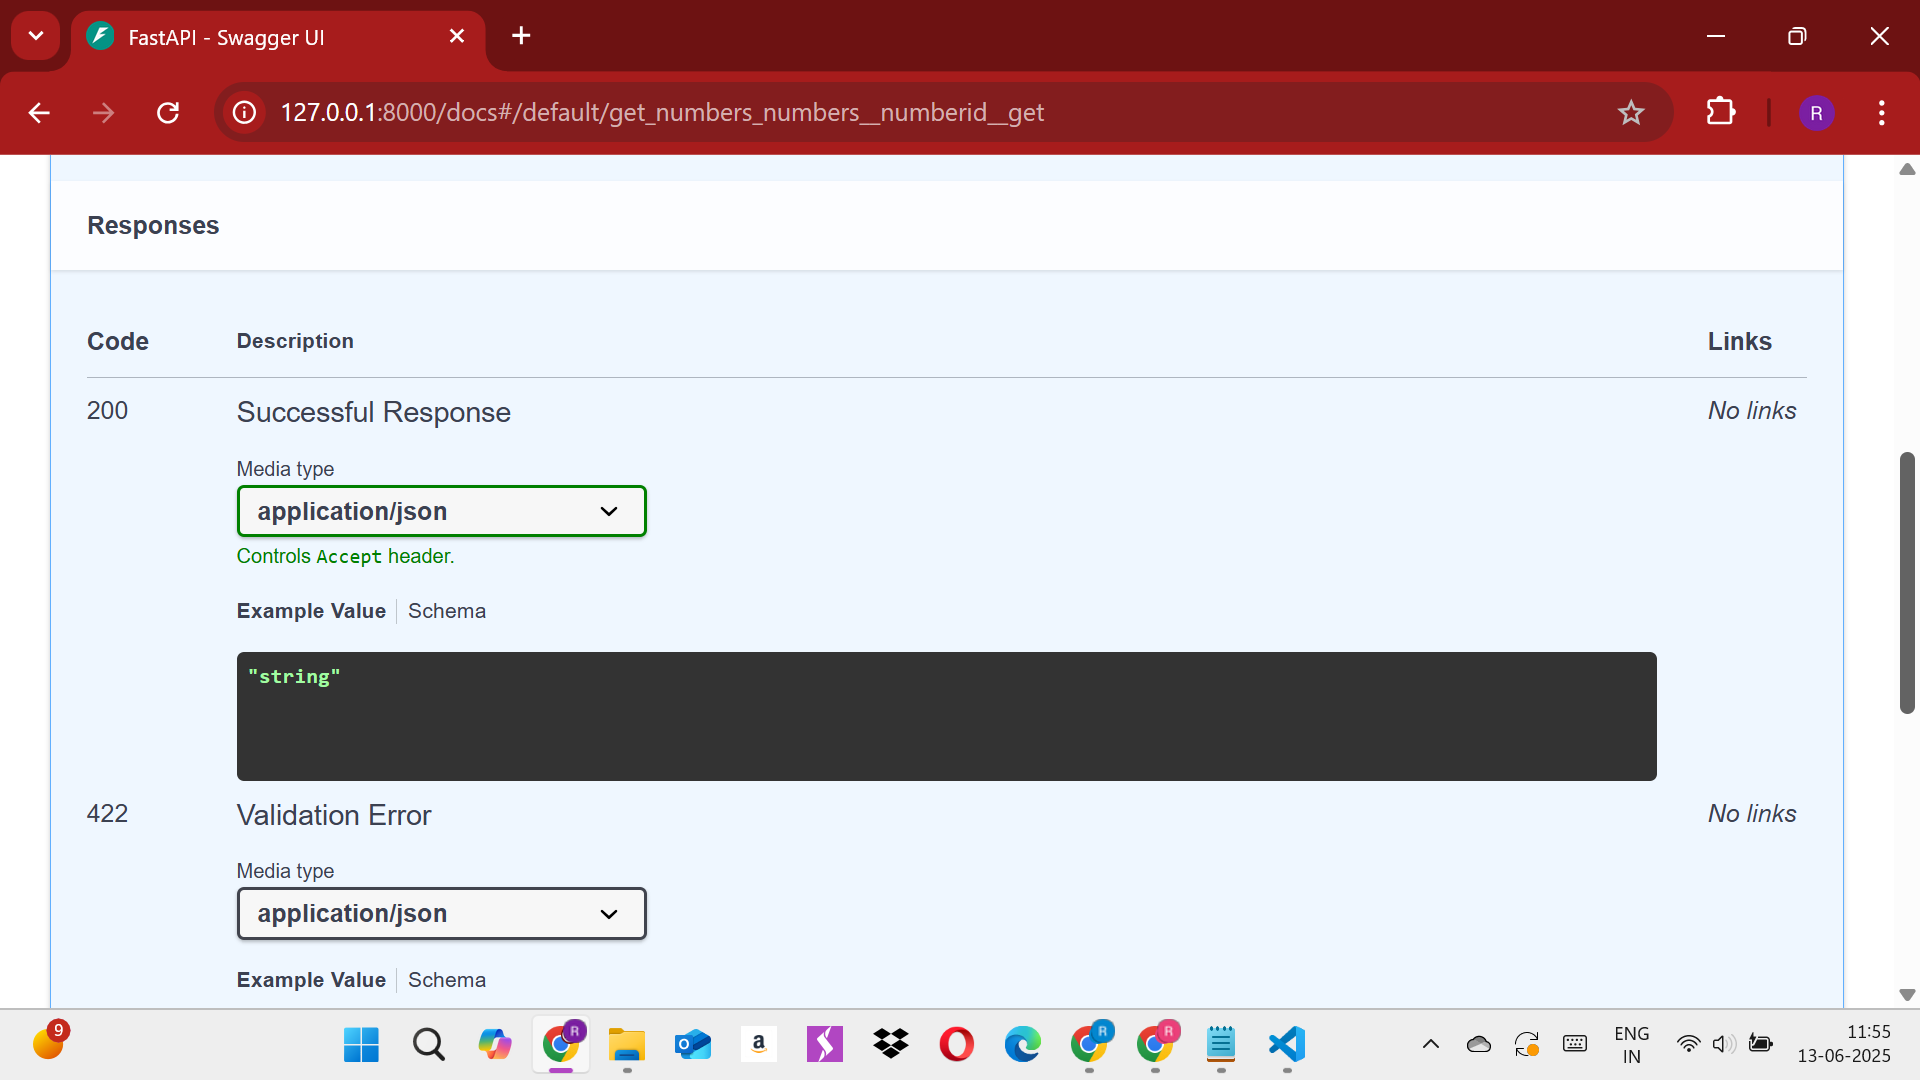 FastAPI - Swagger UI
127.0.0.1:8000/docs#/default/get_numbers_numbers__numberid__get
R
Responses
Code Description Links
200 Successful Response No links
Media type
application/json
Controls Accept header.
Example Value Schema
"string"
422 Validation Error No links
Media type
application/json
Example Value Schema
9
R
a
R
R
ENG
IN
11:55
13-06-2025